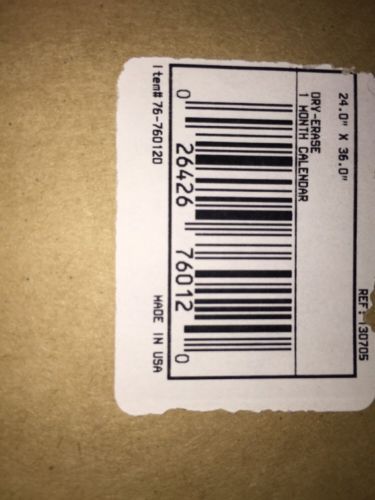 REF: 130705
24.0" X 36.0"
DRY-ERASE
1 MONTH CALENDAR
0 26426 76012 0
Item# 76-760120 MADE IN USA